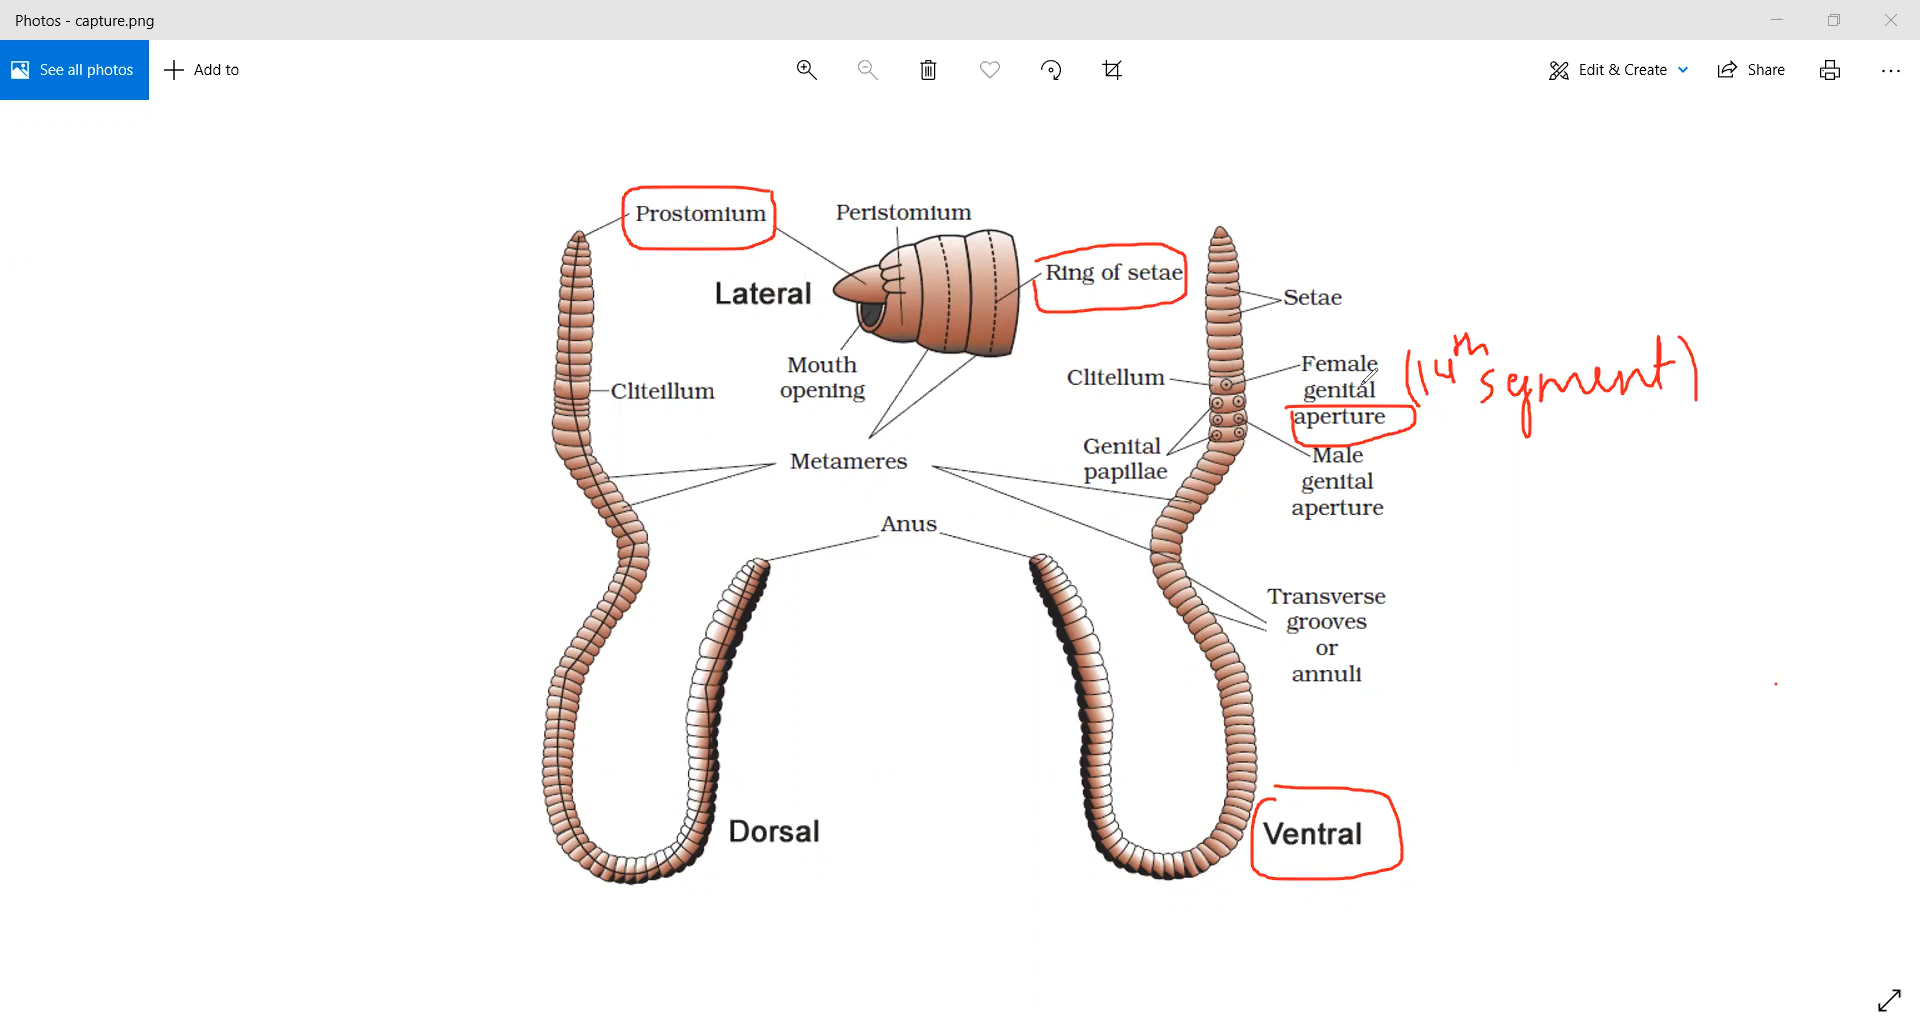 Photos - capture.png
See all photos
Add to
Edit & Create
Share
Prostomium
Peristomium
Lateral
Ring of setae
Setae
Mouth
opening
Cliteillum
Clitellum
Female
genital
aperture
(14th segment)
Genital
papillae
Male
genital
aperture
Metameres
Anus
Transverse
grooves
or
annuli
Dorsal
Ventral